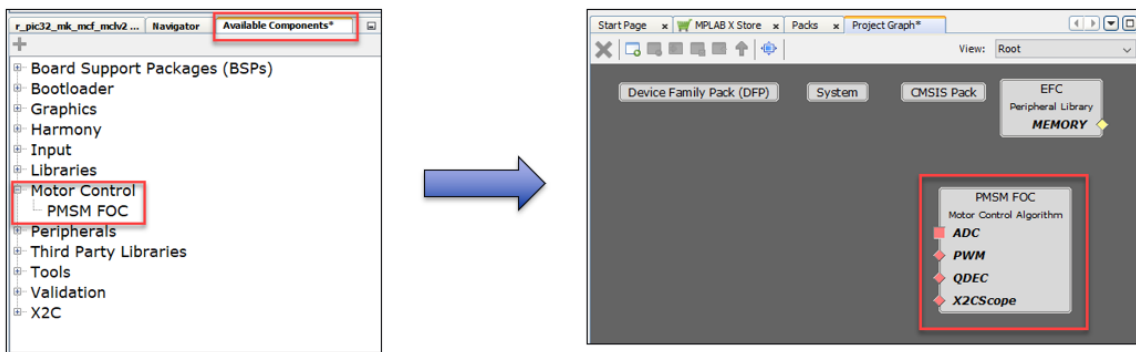 r_pic32_mk_mcf_mclv2 ... Navigator Available Components*
Board Support Packages (BSPs)
Bootloader
Graphics
Harmony
Input
Libraries
Motor Control
PMSM FOC
Peripherals
Third Party Libraries
Tools
Validation
X2C
Start Page x MPLAB X Store x Packs x Project Graph*
View: Root
Device Family Pack (DFP) System CMSIS Pack
EFC
Peripheral Library
MEMORY
PMSM FOC
Motor Control Algorithm
ADC
PWM
QDEC
X2CScope